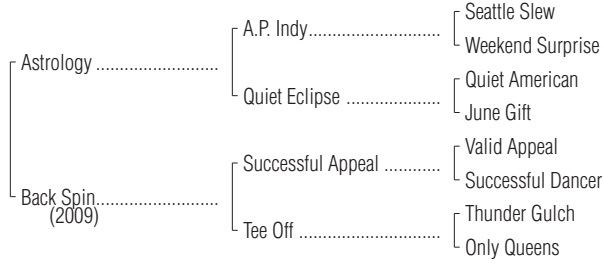 Seattle Slew
A.P. Indy..............................
Weekend Surprise
Astrology ............................
Quiet American
Quiet Eclipse .....................
June Gift
Valid Appeal
Successful Appeal ............
Successful Dancer
Back Spin............................
(2009)
Thunder Gulch
Tee Off ................................
Only Queens